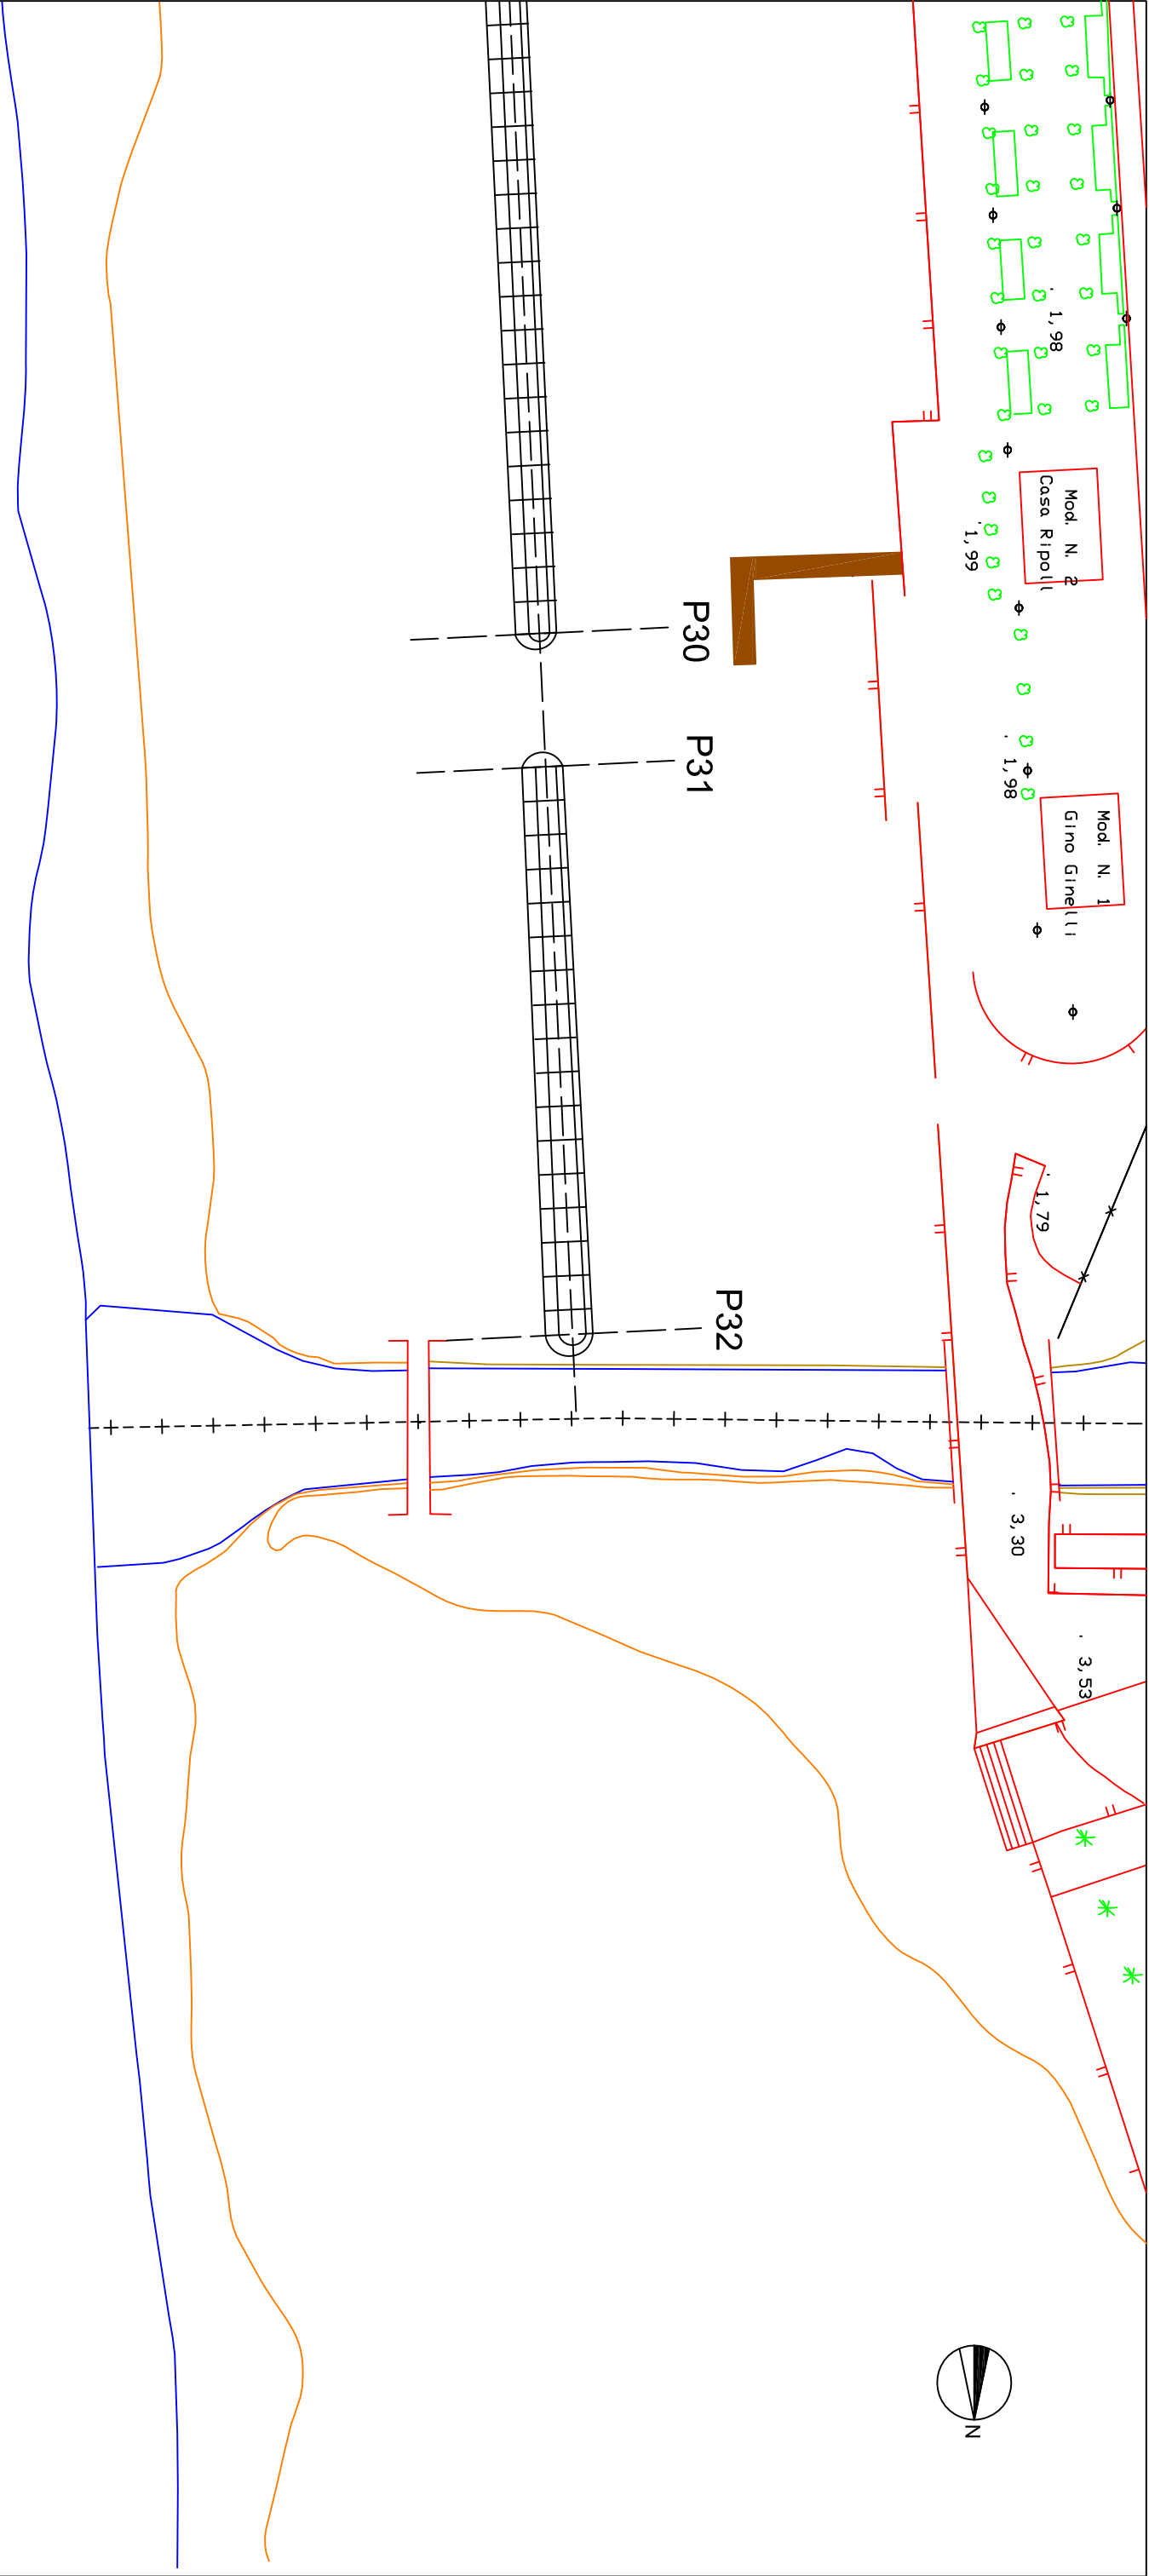 1,98
Mod. N. 2
Casa Ripoll
1,99
P30
P31
1,98
Mod. N. 1
Gino Ginelli
1,79
P32
3,30
3,53
N